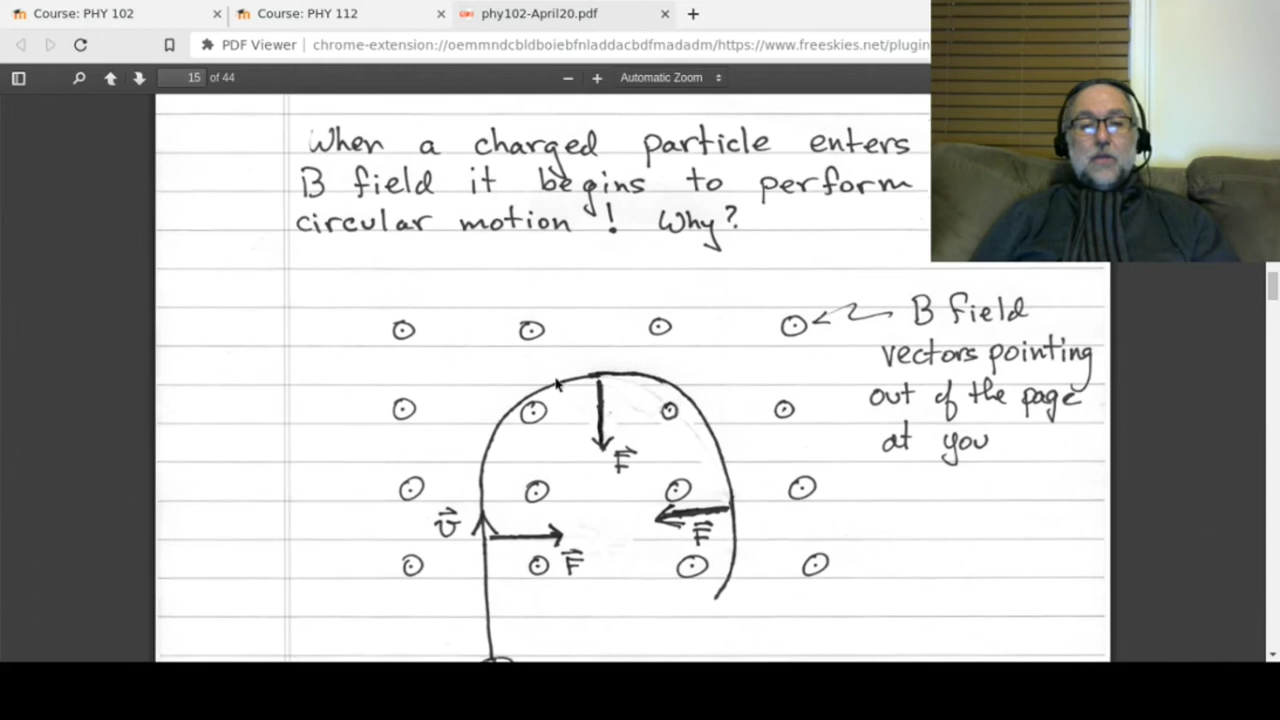 Course: PHY 102
Course: PHY 112
phy102-April20.pdf
PDF Viewer
chrome-extension://oemmndcbldboiebfnladdacbdfmadadm/https://www.freeskies.net/plugin
15 of 44
Automatic Zoom
When a charged particle enters
B field it begins to perform
circular motion! Why?
B field
vectors pointing
out of the page
at you
F
v
F
F